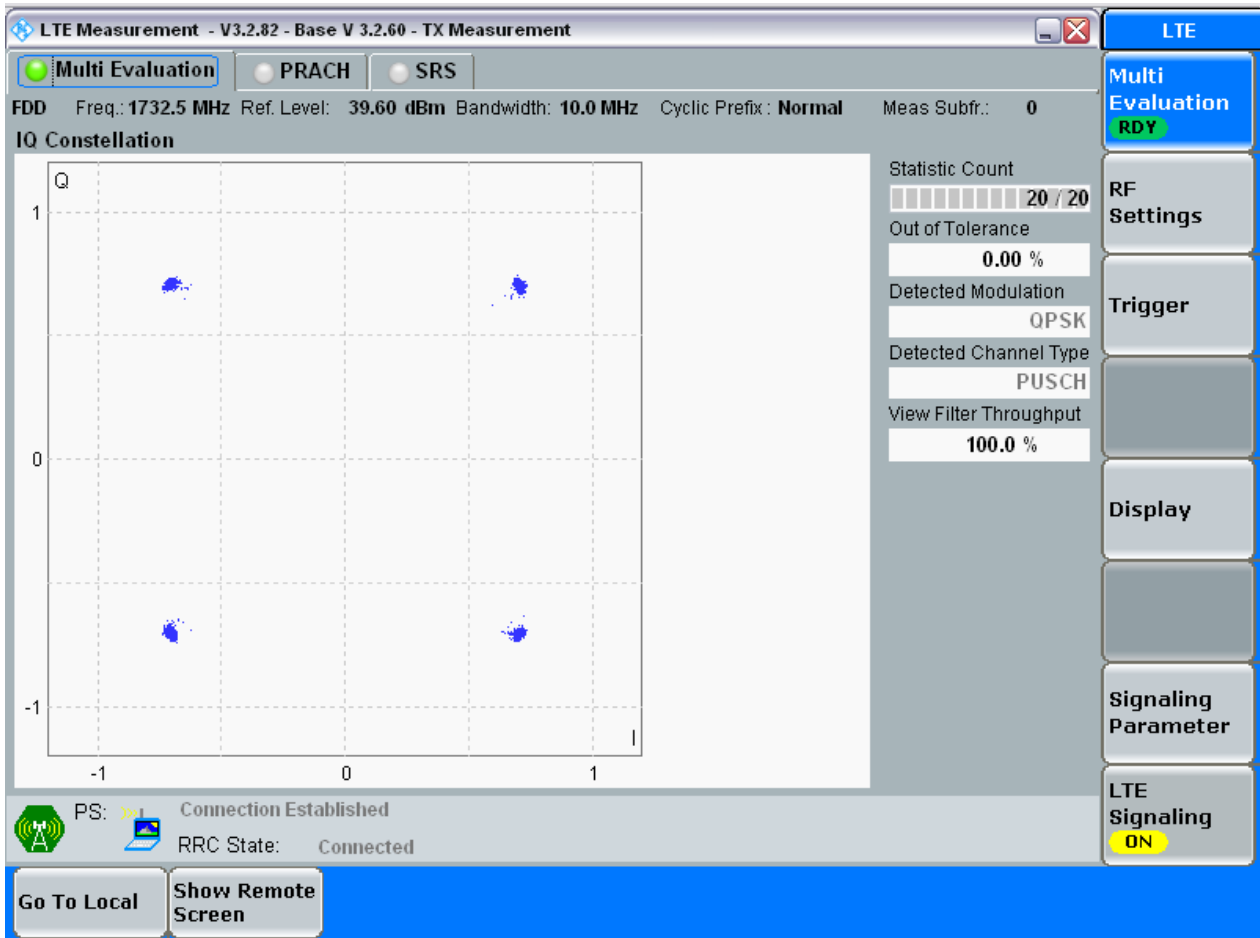 LTE Measurement - V3.2.82 - Base V 3.2.60 - TX Measurement
LTE
Multi Evaluation
PRACH
SRS
FDD Freq.: 1732.5 MHz Ref. Level: 39.60 dBm Bandwidth: 10.0 MHz Cyclic Prefix : Normal Meas Subfr.: 0
IQ Constellation
Q
1
0
-1
I
-1 0 1
Statistic Count
20 / 20
Out of Tolerance
0.00 %
Detected Modulation
QPSK
Detected Channel Type
PUSCH
View Filter Throughput
100.0 %
Multi
Evaluation
RDY
RF
Settings
Trigger
Display
Signaling
Parameter
LTE
Signaling
ON
PS: Connection Established
RRC State: Connected
Go To Local
Show Remote
Screen